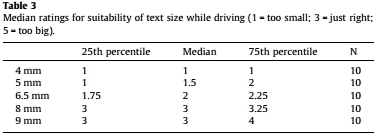 Table 3
Median ratings for suitability of text size while driving (1 = too small; 3 = just right;
5 = too big).
25th percentile Median 75th percentile N
4 mm 1 1 1 10
5 mm 1 1.5 2 10
6.5 mm 1.75 2 2.25 10
8 mm 3 3 3.25 10
9 mm 3 3 4 10